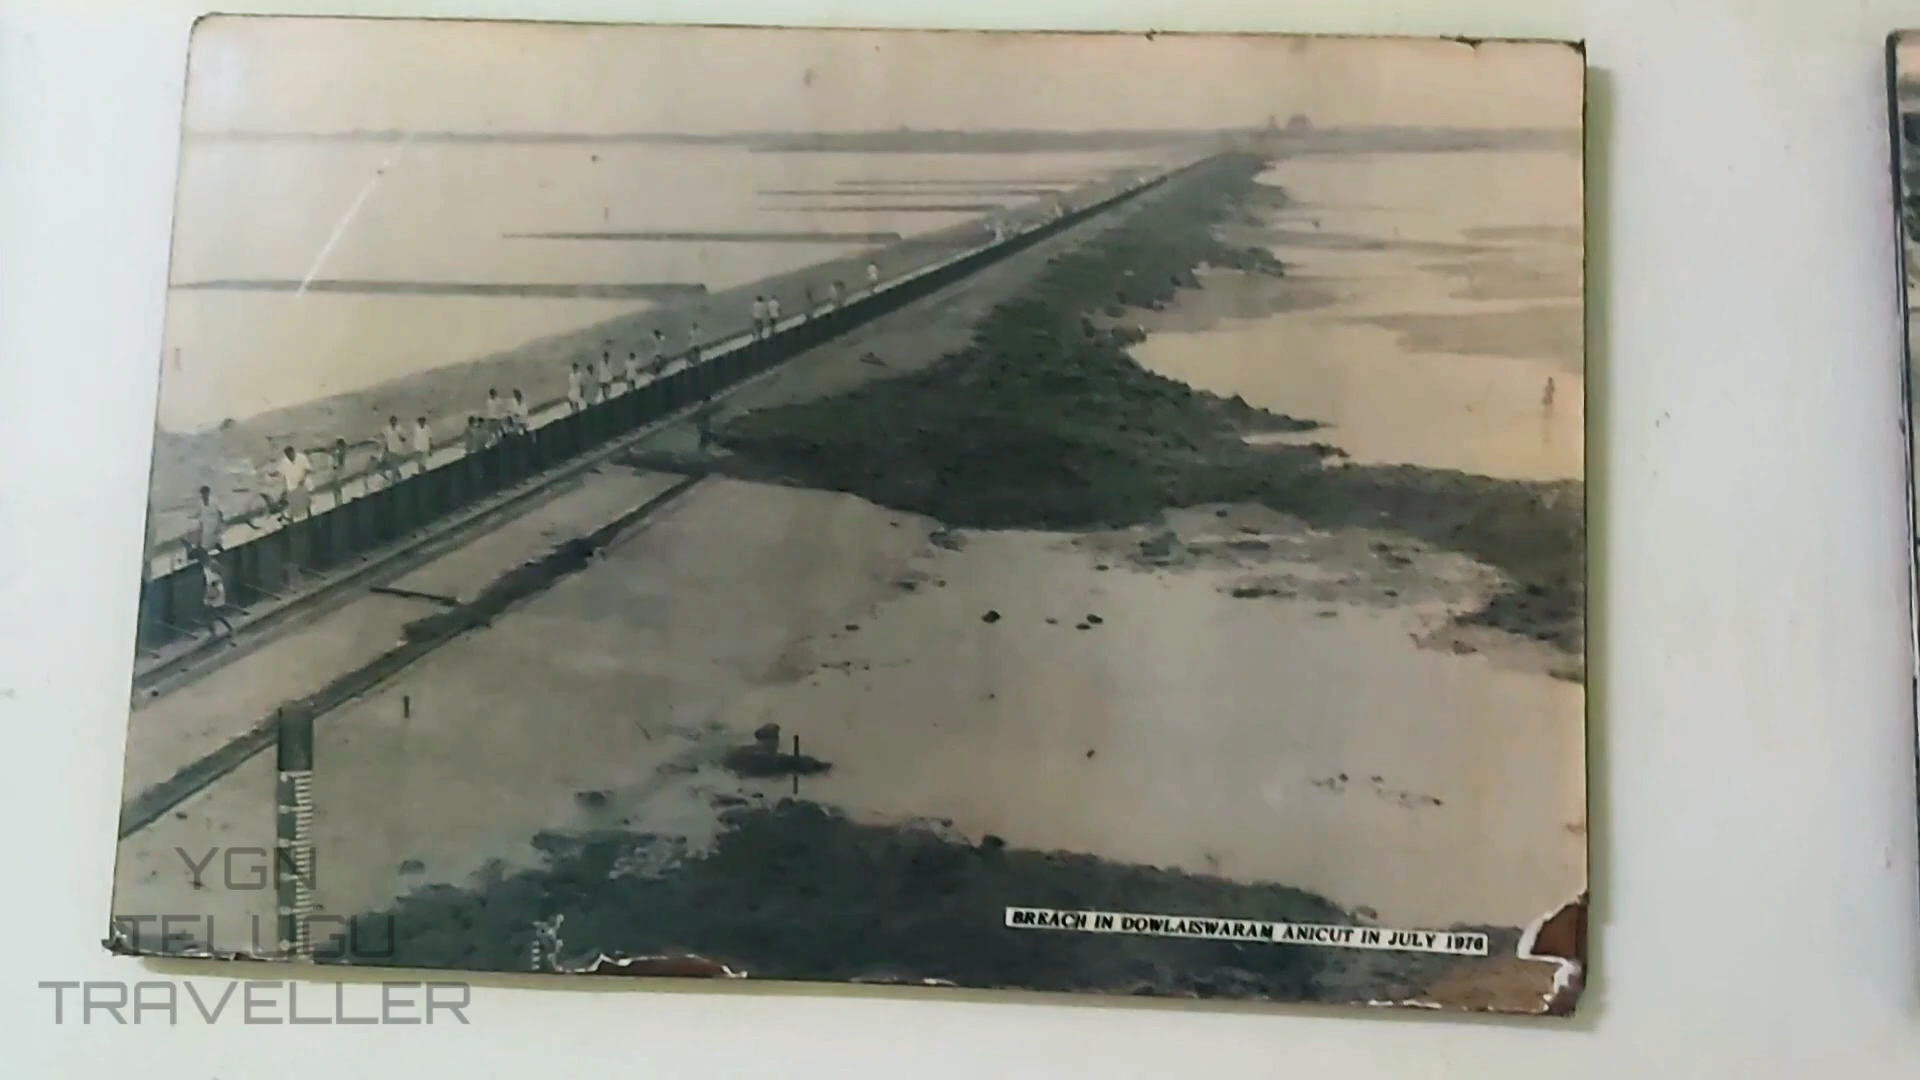 BREACH IN DOWLAISWARAM ANICUT IN JULY 1976
YGN
TELUGU
TRAVELLER